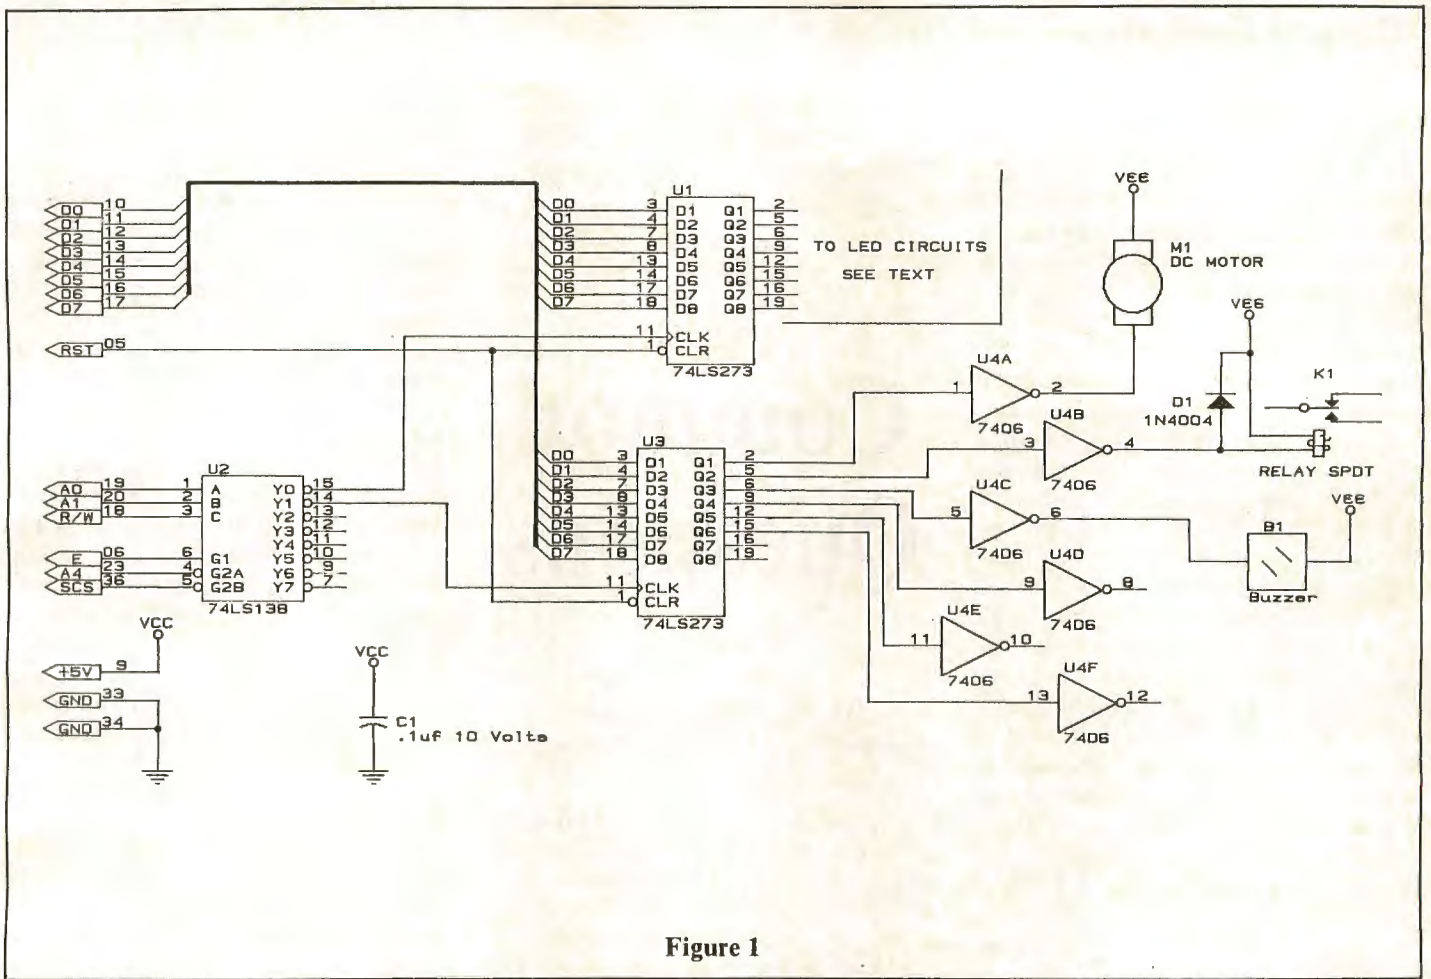 D0 10
D1 11
D2 12
D3 13
D4 14
D5 15
D6 16
D7 17
RST 05
A0 19
A1 20
R/W 18
E 06
A4 23
SCS 36
+5V 9
VCC
GND 33
GND 34
U2
1 A Y0 15
2 B Y1 14
3 C Y2 13
Y3 12
Y4 11
6 G1 Y5 10
4 G2A Y6 9
5 G2B Y7 7
74LS138
VCC
C1
.1uf 10 Volts
U1
D0 3 D1 Q1 2
D1 4 D2 Q2 5
D2 7 D3 Q3 6
D3 8 D4 Q4 9
D4 13 D5 Q5 12
D5 14 D6 Q6 15
D6 17 D7 Q7 16
D7 18 D8 Q8 19
11 CLK
1 CLR
74LS273
TO LED CIRCUITS
SEE TEXT
U3
D0 3 D1 Q1 2
D1 4 D2 Q2 5
D2 7 D3 Q3 6
D3 8 D4 Q4 9
D4 13 D5 Q5 12
D5 14 D6 Q6 15
D6 17 D7 Q7 16
D7 18 D8 Q8 19
11 CLK
1 CLR
74LS273
VEE
M1
DC MOTOR
U4A
1 2
7406
U4B
3 4
7406
VEE
D1
1N4004
K1
RELAY SPDT
U4C
5 6
7406
VEE
B1
Buzzer
U4D
9 8
7406
U4E
11 10
7406
U4F
13 12
7406
Figure 1